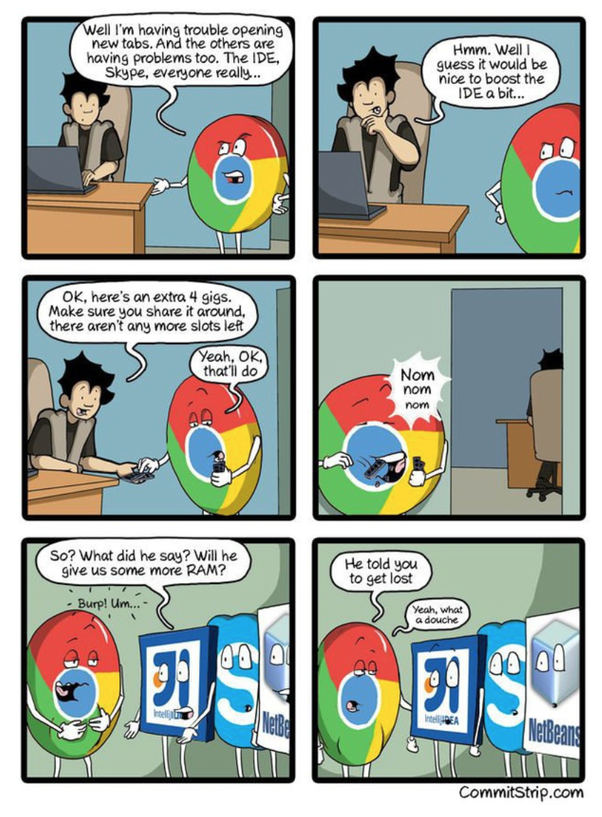 Well I'm having trouble opening
new tabs. And the others are
having problems too. The IDE,
Skype, everyone really...
Hmm. Well I
guess it would be
nice to boost the
IDE a bit...
OK, here's an extra 4 gigs.
Make sure you share it around,
there aren't any more slots left
Yeah, OK,
that'll do
Nom
nom
nom
So? What did he say? Will he
give us some more RAM?
- Burp! Um... -
IntelliJ
S
NetBe
He told you
to get lost
Yeah, what
a douche
IntelliJ IDEA
S
NetBeans
CommitStrip.com